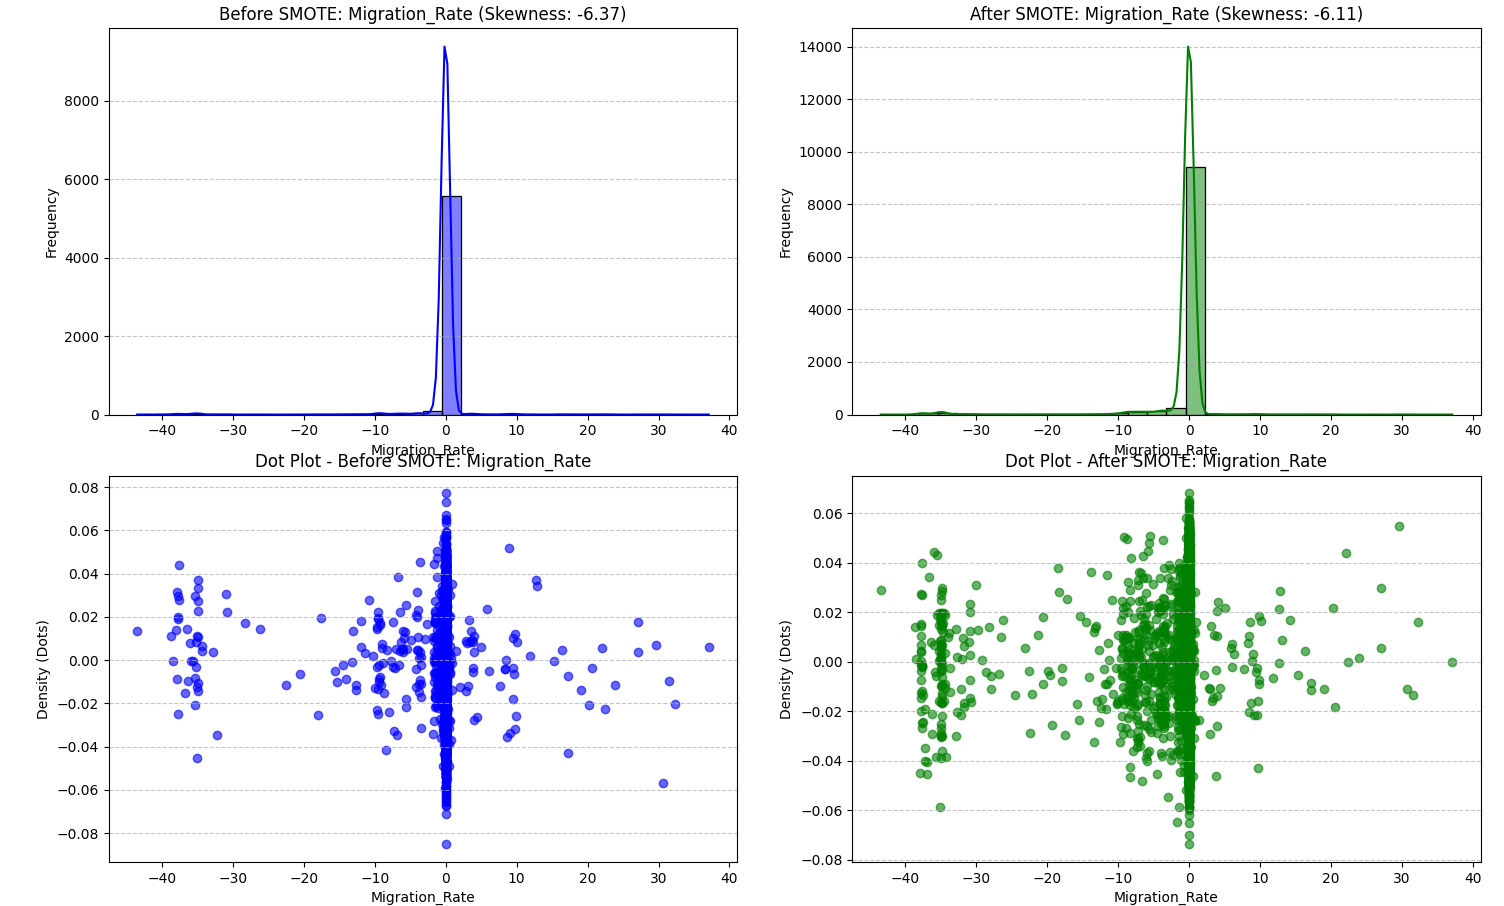 Before SMOTE: Migration_Rate (Skewness: -6.37)
Frequency
8000
6000
4000
2000
0
−40 −30 −20 −10 0 10 20 30 40
Migration_Rate
After SMOTE: Migration_Rate (Skewness: -6.11)
Frequency
14000
12000
10000
8000
6000
4000
2000
0
−40 −30 −20 −10 0 10 20 30 40
Migration_Rate
Dot Plot - Before SMOTE: Migration_Rate
Density (Dots)
0.08
0.06
0.04
0.02
0.00
−0.02
−0.04
−0.06
−0.08
−40 −30 −20 −10 0 10 20 30 40
Migration_Rate
Dot Plot - After SMOTE: Migration_Rate
Density (Dots)
0.06
0.04
0.02
0.00
−0.02
−0.04
−0.06
−0.08
−40 −30 −20 −10 0 10 20 30 40
Migration_Rate